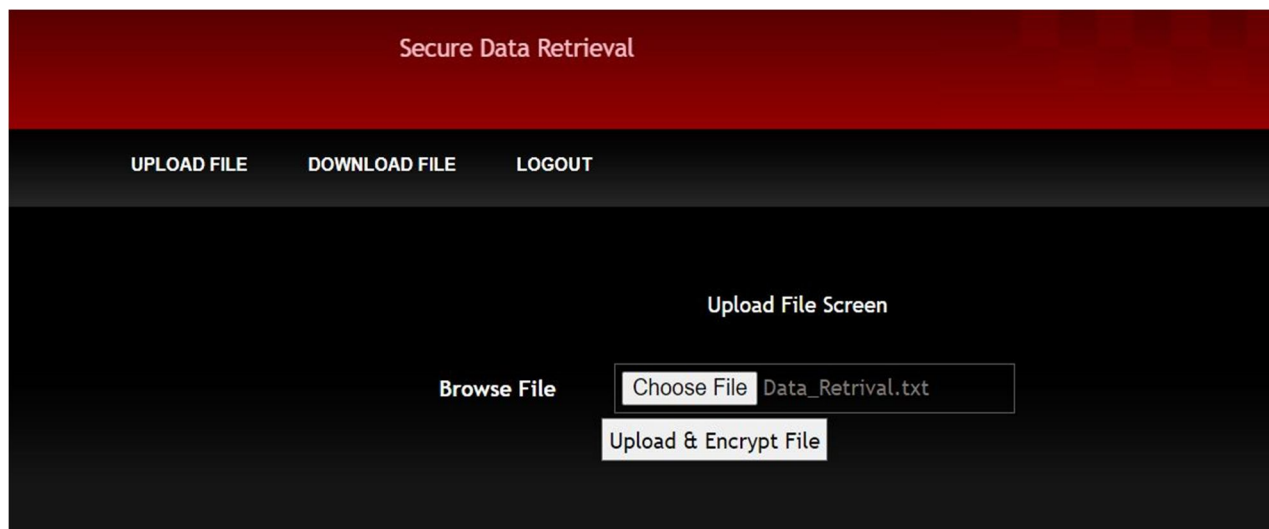 Secure Data Retrieval
UPLOAD FILE DOWNLOAD FILE LOGOUT
Upload File Screen
Browse File Choose File Data_Retrival.txt
Upload & Encrypt File